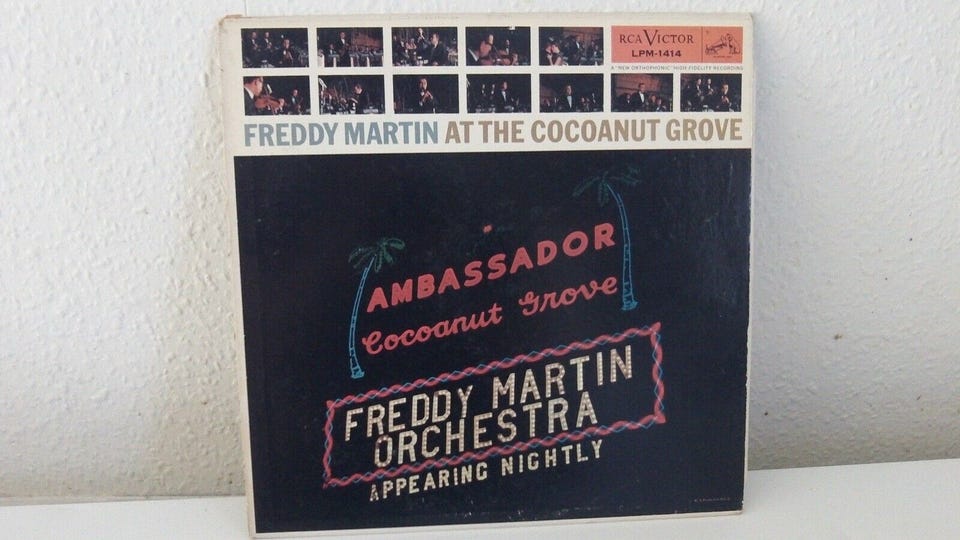 RCA VICTOR
LPM-1414
A "NEW ORTHOPHONIC" HIGH FIDELITY RECORDING
FREDDY MARTIN AT THE COCOANUT GROVE
AMBASSADOR
Cocoanut Grove
FREDDY MARTIN
ORCHESTRA
APPEARING NIGHTLY